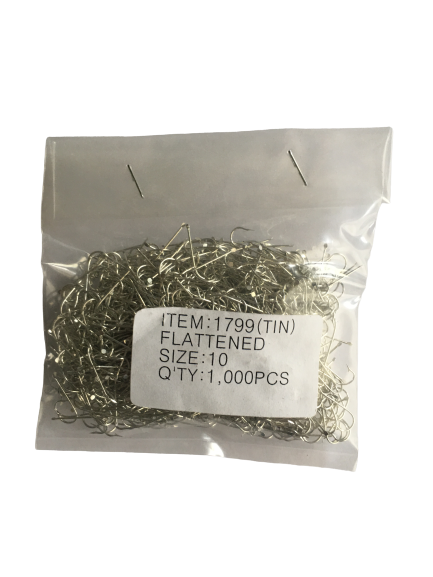 ITEM:1799(TIN)
FLATTENED
SIZE:10
Q'TY:1,000PCS